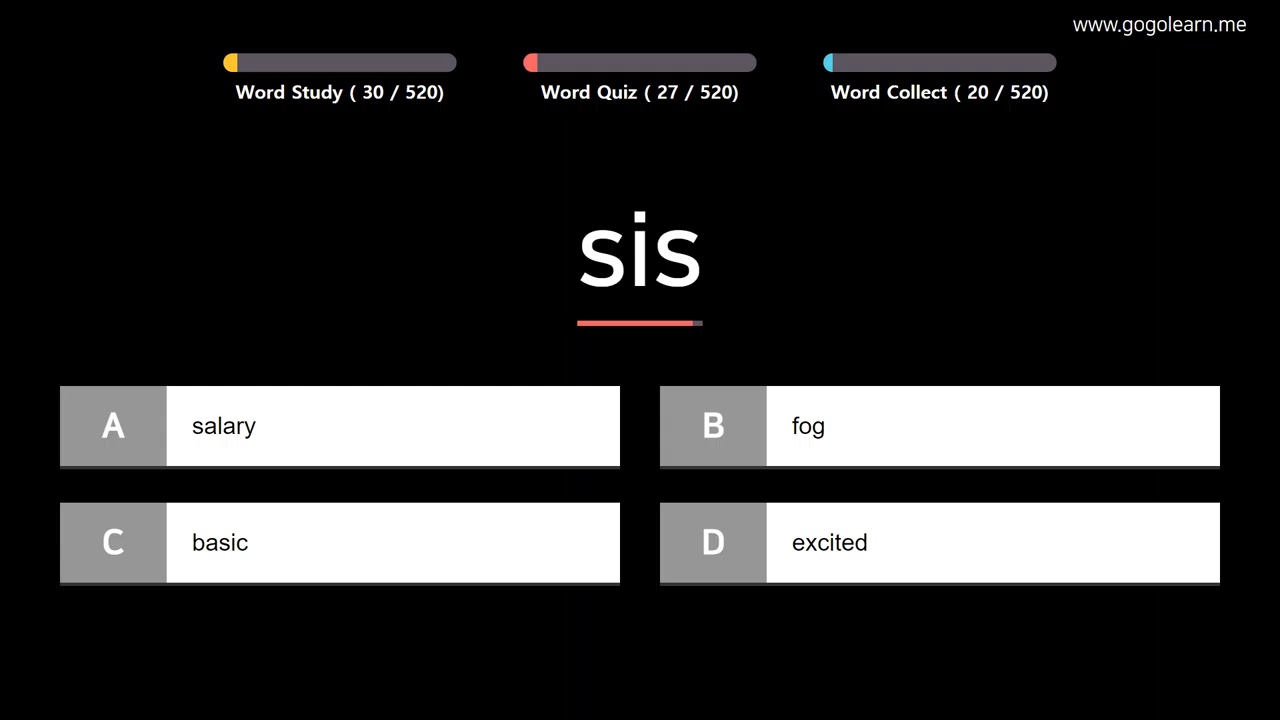 www.gogolearn.me
Word Study ( 30 / 520)
Word Quiz ( 27 / 520)
Word Collect ( 20 / 520)
sis
A salary
B fog
C basic
D excited